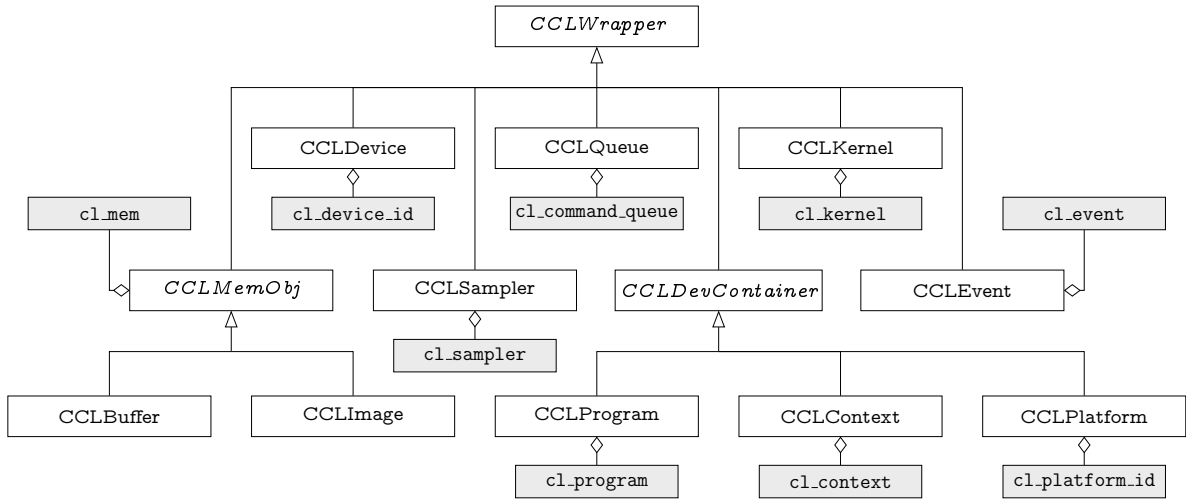 CCLWrapper
CCLDevice
CCLQueue
CCLKernel
cl_mem
cl_device_id
cl_command_queue
cl_kernel
cl_event
CCLMemObj
CCLSampler
CCLDevContainer
CCLEvent
cl_sampler
CCLBuffer
CCLImage
CCLProgram
CCLContext
CCLPlatform
cl_program
cl_context
cl_platform_id